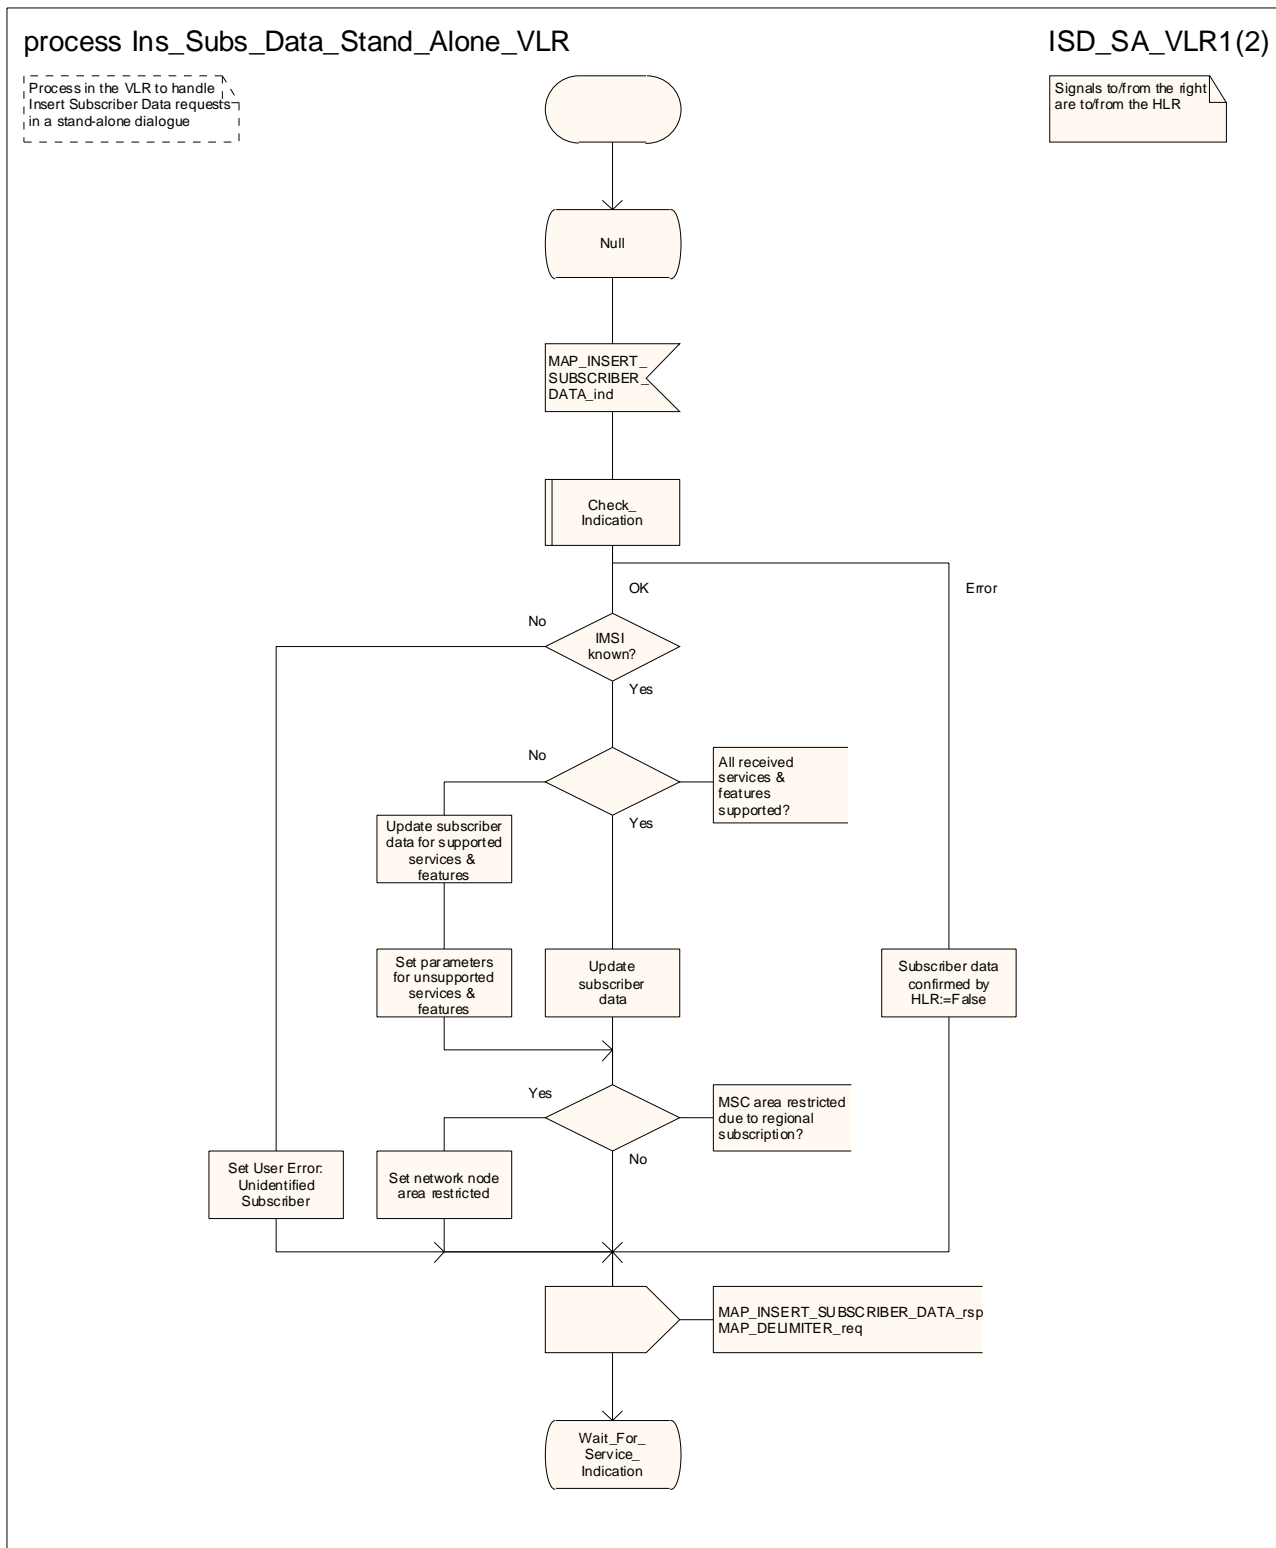 process Ins_Subs_Data_Stand_Alone_VLR
ISD_SA_VLR1(2)
Process in the VLR to handle
Insert Subscriber Data requests
in a stand-alone dialogue
Signals to/from the right
are to/from the HLR
Null
MAP_INSERT_
SUBSCRIBER_
DATA_ind
Check_
Indication
OK
Error
No
IMSI
known?
Yes
No
All received
services &
features
supported?
Yes
Update subscriber
data for supported
services &
features
Set parameters
for unsupported
services &
features
Update
subscriber
data
Subscriber data
confirmed by
HLR:=False
Yes
MSC area restricted
due to regional
subscription?
No
Set User Error:
Unidentified
Subscriber
Set network node
area restricted
MAP_INSERT_SUBSCRIBER_DATA_rsp
MAP_DELIMITER_req
Wait_For_
Service_
Indication